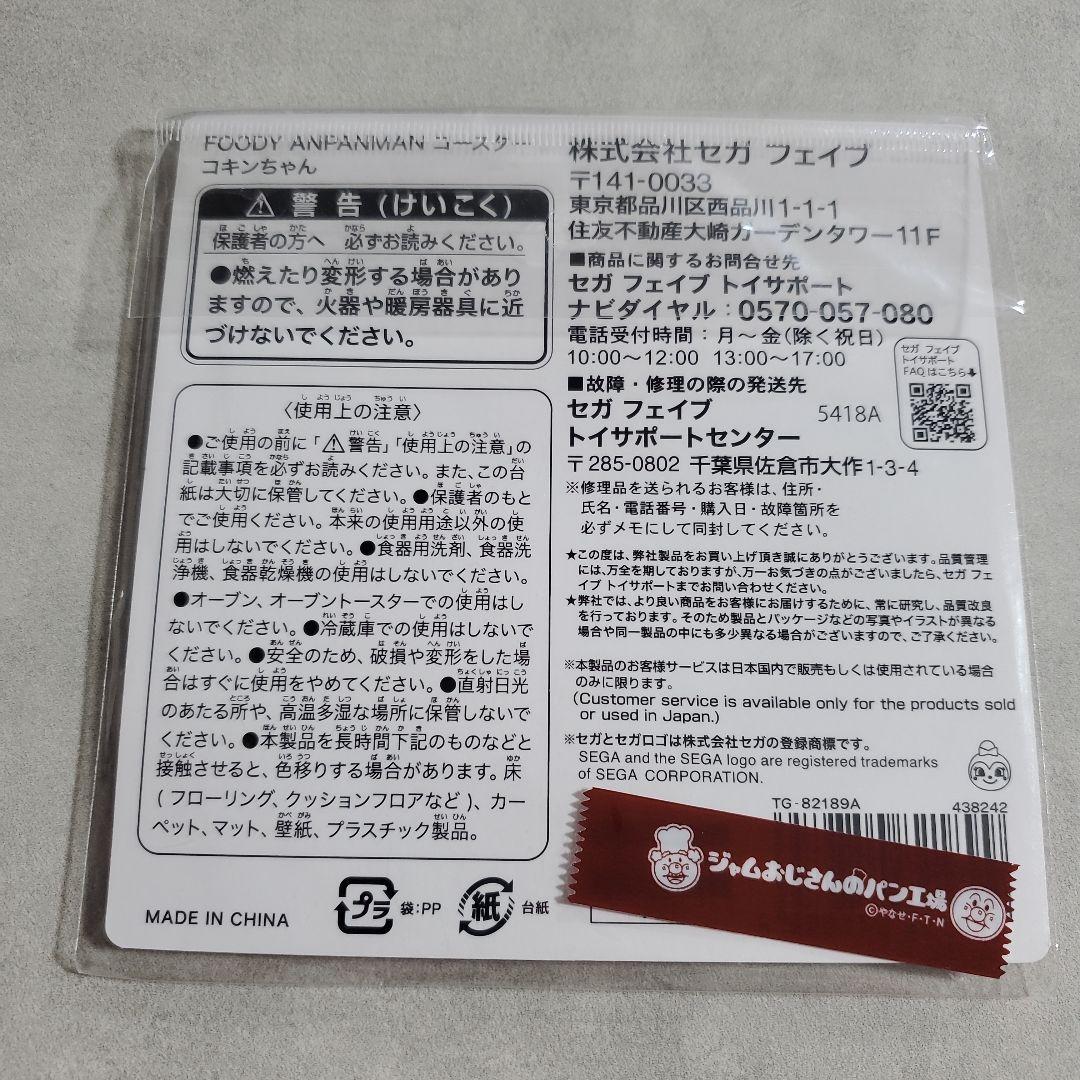 FOODY ANPANMAN コースター
コキンちゃん
⚠警告(けいこく)
保護者の方へ 必ずお読みください。
●燃えたり変形する場合があり
ますので、火器や暖房器具に近
づけないでください。
〈使用上の注意〉
●ご使用の前に「⚠警告」「使用上の注意」の
記載事項を必ずお読みください。また、この台
紙は大切に保管してください。●保護者のもと
でご使用ください。本来の使用用途以外の使
用はしないでください。●食器用洗剤、食器洗
浄機、食器乾燥機の使用はしないでください。
●オーブン、オーブントースターでの使用はし
ないでください。●冷蔵庫での使用はしないで
ください。●安全のため、破損や変形をした場
合はすぐに使用をやめてください。●直射日光
のあたる所や、高温多湿な場所に保管しないで
ください。●本製品を長時間下記のものなどと
接触させると、色移りする場合があります。床
(フローリング、クッションフロアなど)、カー
ペット、マット、壁紙、プラスチック製品。
MADE IN CHINA
プラ 袋:PP
紙 台紙
株式会社セガ フェイブ
〒141-0033
東京都品川区西品川1-1-1
住友不動産大崎ガーデンタワー11F
■商品に関するお問合せ先
セガ フェイブ トイサポート
ナビダイヤル:0570-057-080
電話受付時間:月~金(除く祝日)
10:00~12:00 13:00~17:00
セガ フェイブ
トイサポート
FAQはこちら
■故障・修理の際の発送先
セガ フェイブ 5418A
トイサポートセンター
〒285-0802 千葉県佐倉市大作1-3-4
※修理品を送られるお客様は、住所・
氏名・電話番号・購入日・故障箇所を
必ずメモにして同封してください。
★この度は、弊社製品をお買い上げ頂き誠にありがとうございます。品質管理
には、万全を期しておりますが、万一お気づきの点がございましたら、セガ フェ
イブ トイサポートまでお問い合わせください。
★弊社では、より良い商品をお客様にお届けするために、常に研究し、品質改良
を行っております。そのため製品とパッケージなどの写真やイラストが異なる
場合や同一製品の中にも多少異なる場合がございますので、ご了承ください。
※本製品のお客様サービスは日本国内で販売もしくは使用されている場合
のみに限ります。
(Customer service is available only for the products sold
or used in Japan.)
※セガとセガロゴは株式会社セガの登録商標です。
SEGA and the SEGA logo are registered trademarks
of SEGA CORPORATION.
TG-82189A 438242
ジャムおじさんのパン工場
©やなせ・F・T・N